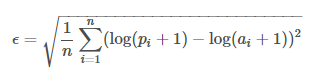 ϵ = √(1/n ∑_{i=1}^{n} (log(p_i + 1) − log(a_i + 1))²)